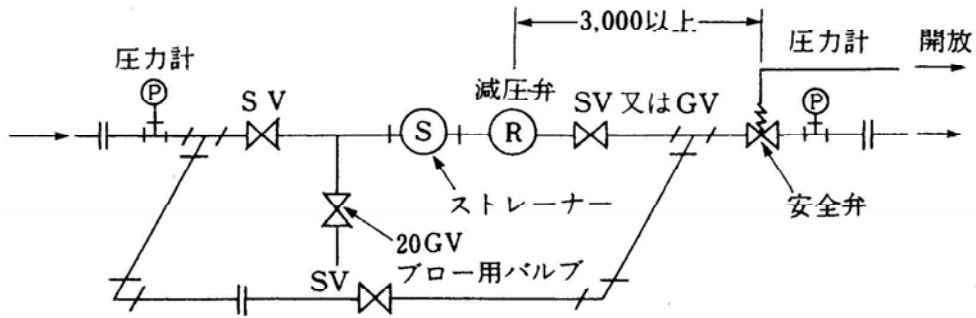 3,000以上
圧力計
開放
圧力計
P
SV
減圧弁
SV又はGV
P
S
R
ストレーナー
安全弁
20GV
ブロー用バルブ
SV